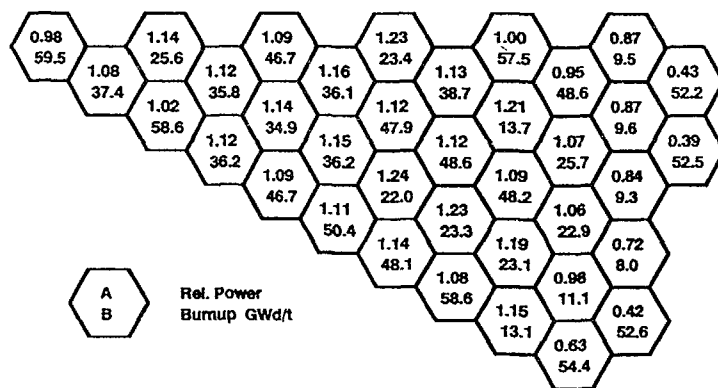 0.98 1.14 1.09 1.23 1.00 0.87
59.5 25.6 46.7 23.4 57.5 9.5
1.08 1.12 1.16 1.13 0.95 0.43
37.4 35.8 36.1 38.7 48.6 52.2
1.02 1.14 1.12 1.21 0.87
58.6 34.9 47.9 13.7 9.6
1.12 1.15 1.12 1.07 0.39
36.2 36.2 48.6 25.7 52.5
1.09 1.24 1.09 0.84
46.7 22.0 48.2 9.3
1.11 1.23 1.06
50.4 23.3 22.9
1.14 1.19 0.72
48.1 23.1 8.0
1.08 0.98
58.6 11.1
1.15 0.42
13.1 52.6
0.63
54.4
A Rel. Power
B Burnup GWd/t